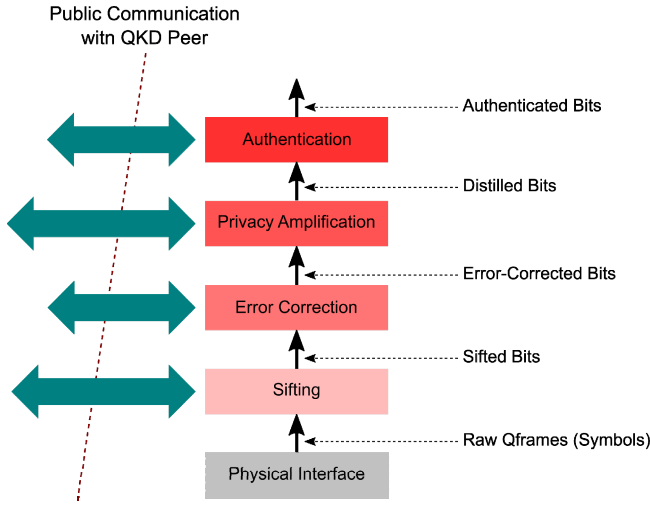 Public Communication
witn QKD Peer
Authenticated Bits
Authentication
Distilled Bits
Privacy Amplification
Error-Corrected Bits
Error Correction
Sifted Bits
Sifting
Raw Qframes (Symbols)
Physical Interface